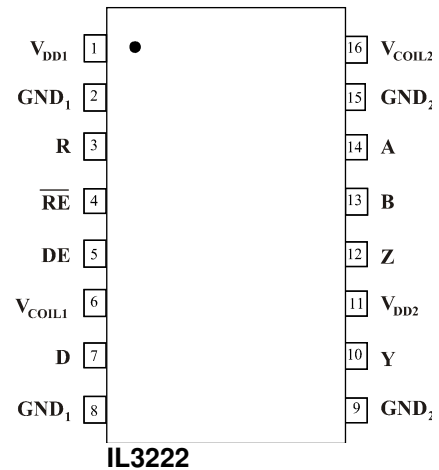 V_DD1 1 16 V_COIL2
GND_1 2 15 GND_2
R 3 14 A
R̅E̅ 4 13 B
DE 5 12 Z
V_COIL1 6 11 V_DD2
D 7 10 Y
GND_1 8 9 GND_2
IL3222